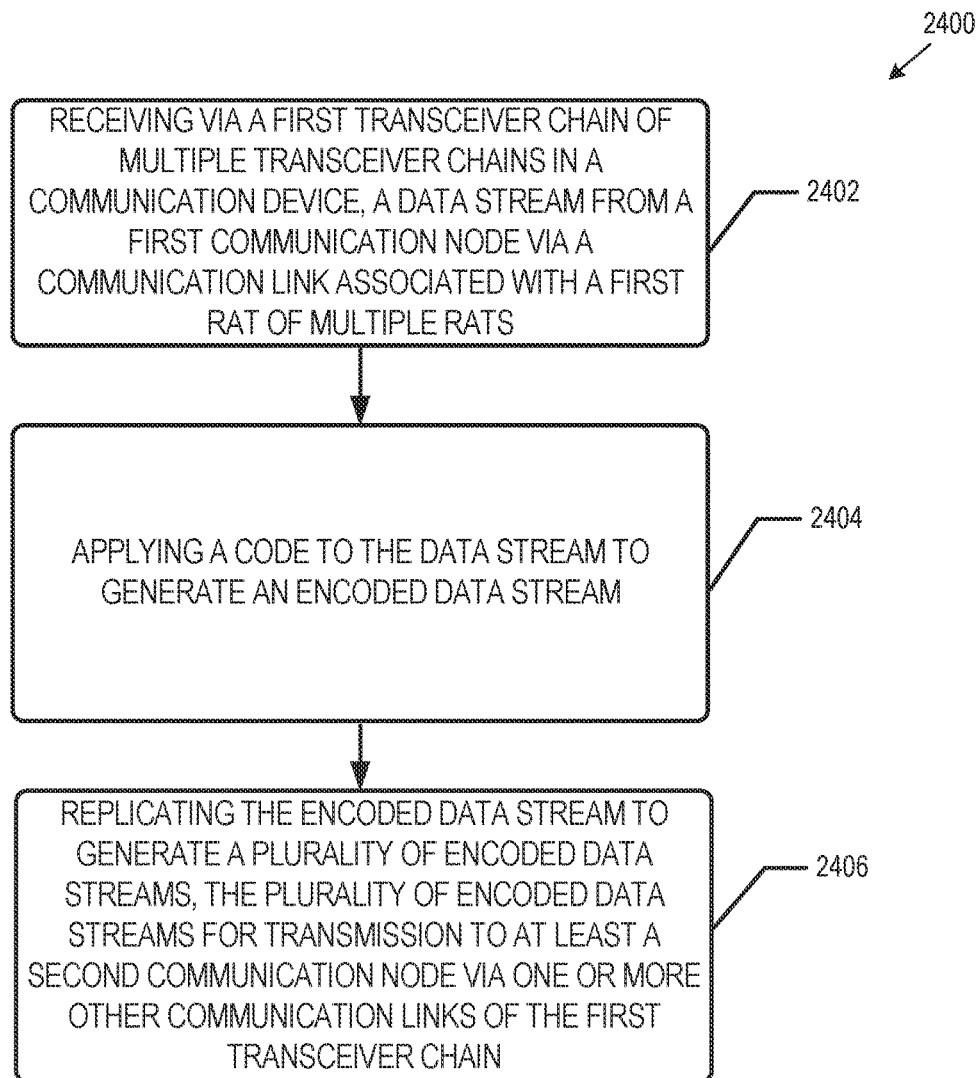 2400
RECEIVING VIA A FIRST TRANSCEIVER CHAIN OF
MULTIPLE TRANSCEIVER CHAINS IN A
COMMUNICATION DEVICE, A DATA STREAM FROM A
FIRST COMMUNICATION NODE VIA A
COMMUNICATION LINK ASSOCIATED WITH A FIRST
RAT OF MULTIPLE RATS
2402
APPLYING A CODE TO THE DATA STREAM TO
GENERATE AN ENCODED DATA STREAM
2404
REPLICATING THE ENCODED DATA STREAM TO
GENERATE A PLURALITY OF ENCODED DATA
STREAMS, THE PLURALITY OF ENCODED DATA
STREAMS FOR TRANSMISSION TO AT LEAST A
SECOND COMMUNICATION NODE VIA ONE OR MORE
OTHER COMMUNICATION LINKS OF THE FIRST
TRANSCEIVER CHAIN
2406